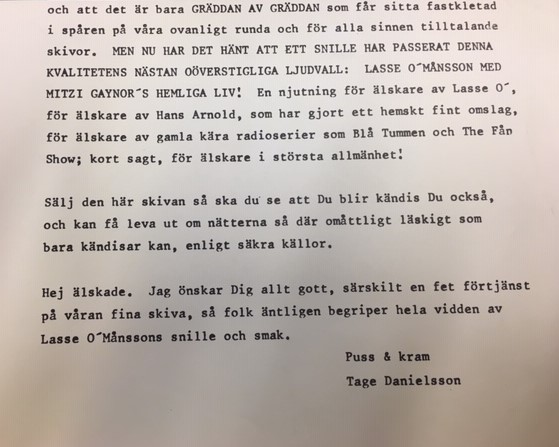 och att det är bara GRÄDDAN AV GRÄDDAN som får sitta fastkletad
i spåren på våra ovanligt runda och för alla sinnen tilltalande
skivor. MEN NU HAR DET HÄNT ATT ETT SNILLE HAR PASSERAT DENNA
KVALITETENS NÄSTAN OÖVERSTIGLIGA LJUDVALL: LASSE O´MÅNSSON MED
MITZI GAYNOR´S HEMLIGA LIV! En njutning för älskare av Lasse O´,
för älskare av Hans Arnold, som har gjort ett hemskt fint omslag,
för älskare av gamla kära radioserier som Blå Tummen och The Fån
Show; kort sagt, för älskare i största allmänhet!
Sälj den här skivan så ska du se att Du blir kändis Du också,
och kan få leva ut om nätterna så där omåttligt läskigt som
bara kändisar kan, enligt säkra källor.
Hej älskade. Jag önskar Dig allt gott, särskilt en fet förtjänst
på våran fina skiva, så folk äntligen begriper hela vidden av
Lasse O´Månssons snille och smak.
Puss & kram
Tage Danielsson